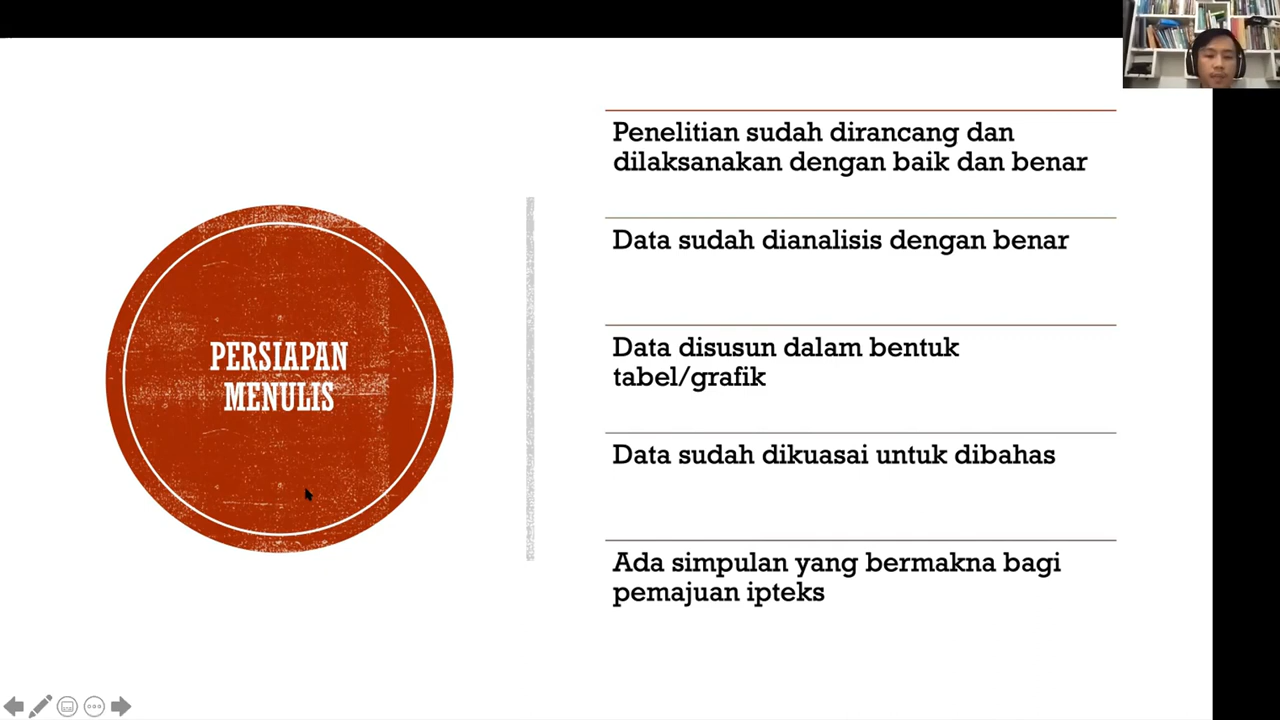 PERSIAPAN
MENULIS
Penelitian sudah dirancang dan
dilaksanakan dengan baik dan benar
Data sudah dianalisis dengan benar
Data disusun dalam bentuk
tabel/grafik
Data sudah dikuasai untuk dibahas
Ada simpulan yang bermakna bagi
pemajuan ipteks